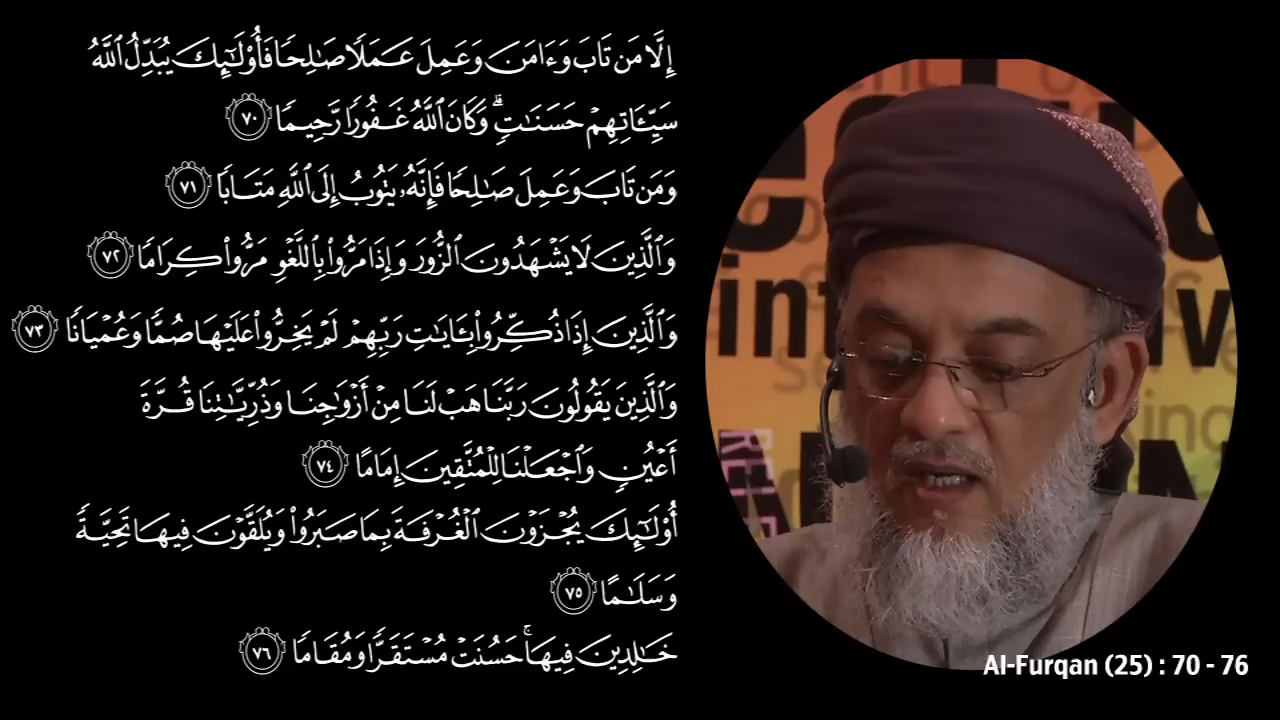 إِلَّا مَن تَابَ وَءَامَنَ وَعَمِلَ عَمَلًا صَٰلِحًا فَأُو۟لَٰٓئِكَ يُبَدِّلُ ٱللَّهُ
سَيِّـَٔاتِهِمْ حَسَنَٰتٍ ۗ وَكَانَ ٱللَّهُ غَفُورًا رَّحِيمًا ٧٠
وَمَن تَابَ وَعَمِلَ صَٰلِحًا فَإِنَّهُۥ يَتُوبُ إِلَى ٱللَّهِ مَتَابًا ٧١
وَٱلَّذِينَ لَا يَشْهَدُونَ ٱلزُّورَ وَإِذَا مَرُّوا۟ بِٱللَّغْوِ مَرُّوا۟ كِرَامًا ٧٢
وَٱلَّذِينَ إِذَا ذُكِّرُوا۟ بِـَٔايَٰتِ رَبِّهِمْ لَمْ يَخِرُّوا۟ عَلَيْهَا صُمًّا وَعُمْيَانًا ٧٣
وَٱلَّذِينَ يَقُولُونَ رَبَّنَا هَبْ لَنَا مِنْ أَزْوَٰجِنَا وَذُرِّيَّٰتِنَا قُرَّةَ
أَعْيُنٍ وَٱجْعَلْنَا لِلْمُتَّقِينَ إِمَامًا ٧٤
أُو۟لَٰٓئِكَ يُجْزَوْنَ ٱلْغُرْفَةَ بِمَا صَبَرُوا۟ وَيُلَقَّوْنَ فِيهَا تَحِيَّةً
وَسَلَٰمًا ٧٥
خَٰلِدِينَ فِيهَا ۚ حَسُنَتْ مُسْتَقَرًّا وَمُقَامًا ٧٦
Al-Furqan (25) : 70 - 76